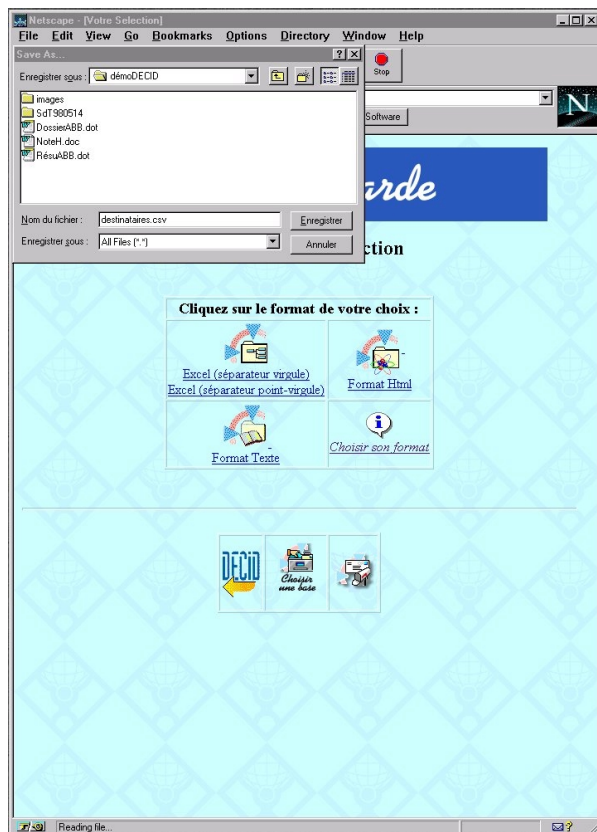 Netscape - [Votre Selection]
File Edit View Go Bookmarks Options Directory Window Help
Save As...
Enregistrer sous : démoDECID
Stop
images
SdT980514
DossierABB.dot
NoteH.doc
RésuABB.dot
Software
N
arde
Nom du fichier : destinataires.csv Enregistrer
Enregistrer sous : All Files (*.*) Annuler
ction
Cliquez sur le format de votre choix :
Excel (séparateur virgule)
Excel (séparateur point-virgule)
Format Html
Format Texte
Choisir son format
DECID
Choisir
une base
Reading file...